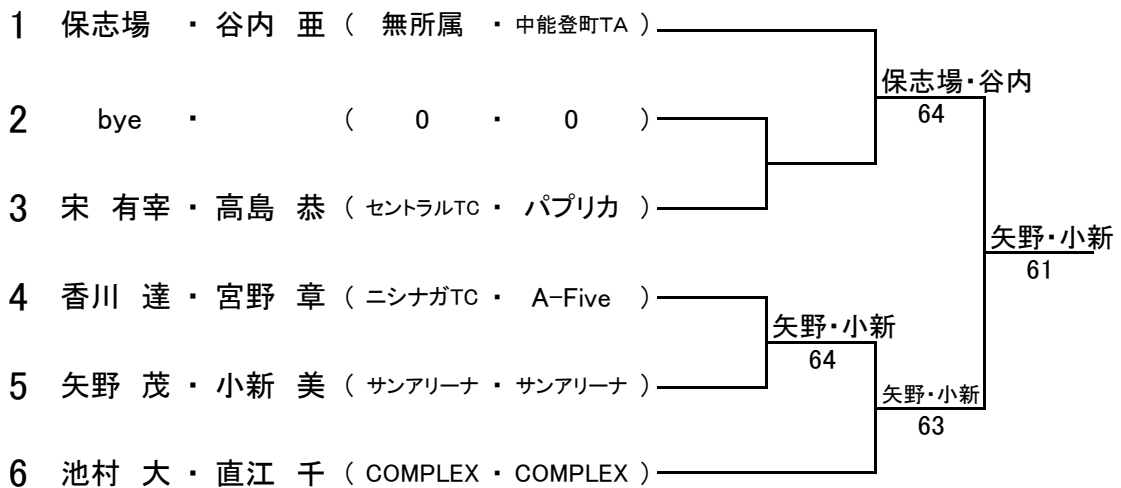 1 保志場 ・ 谷内 亜 ( 無所属 ・ 中能登町TA )
保志場・谷内
64
2 bye ・ ( 0 ・ 0 )
3 宋 有宰 ・ 高島 恭 ( セントラルTC ・ パプリカ )
矢野・小新
61
4 香川 達 ・ 宮野 章 ( ニシナガTC ・ A-Five )
矢野・小新
64
5 矢野 茂 ・ 小新 美 ( サンアリーナ ・ サンアリーナ )
矢野・小新
63
6 池村 大 ・ 直江 千 ( COMPLEX ・ COMPLEX )